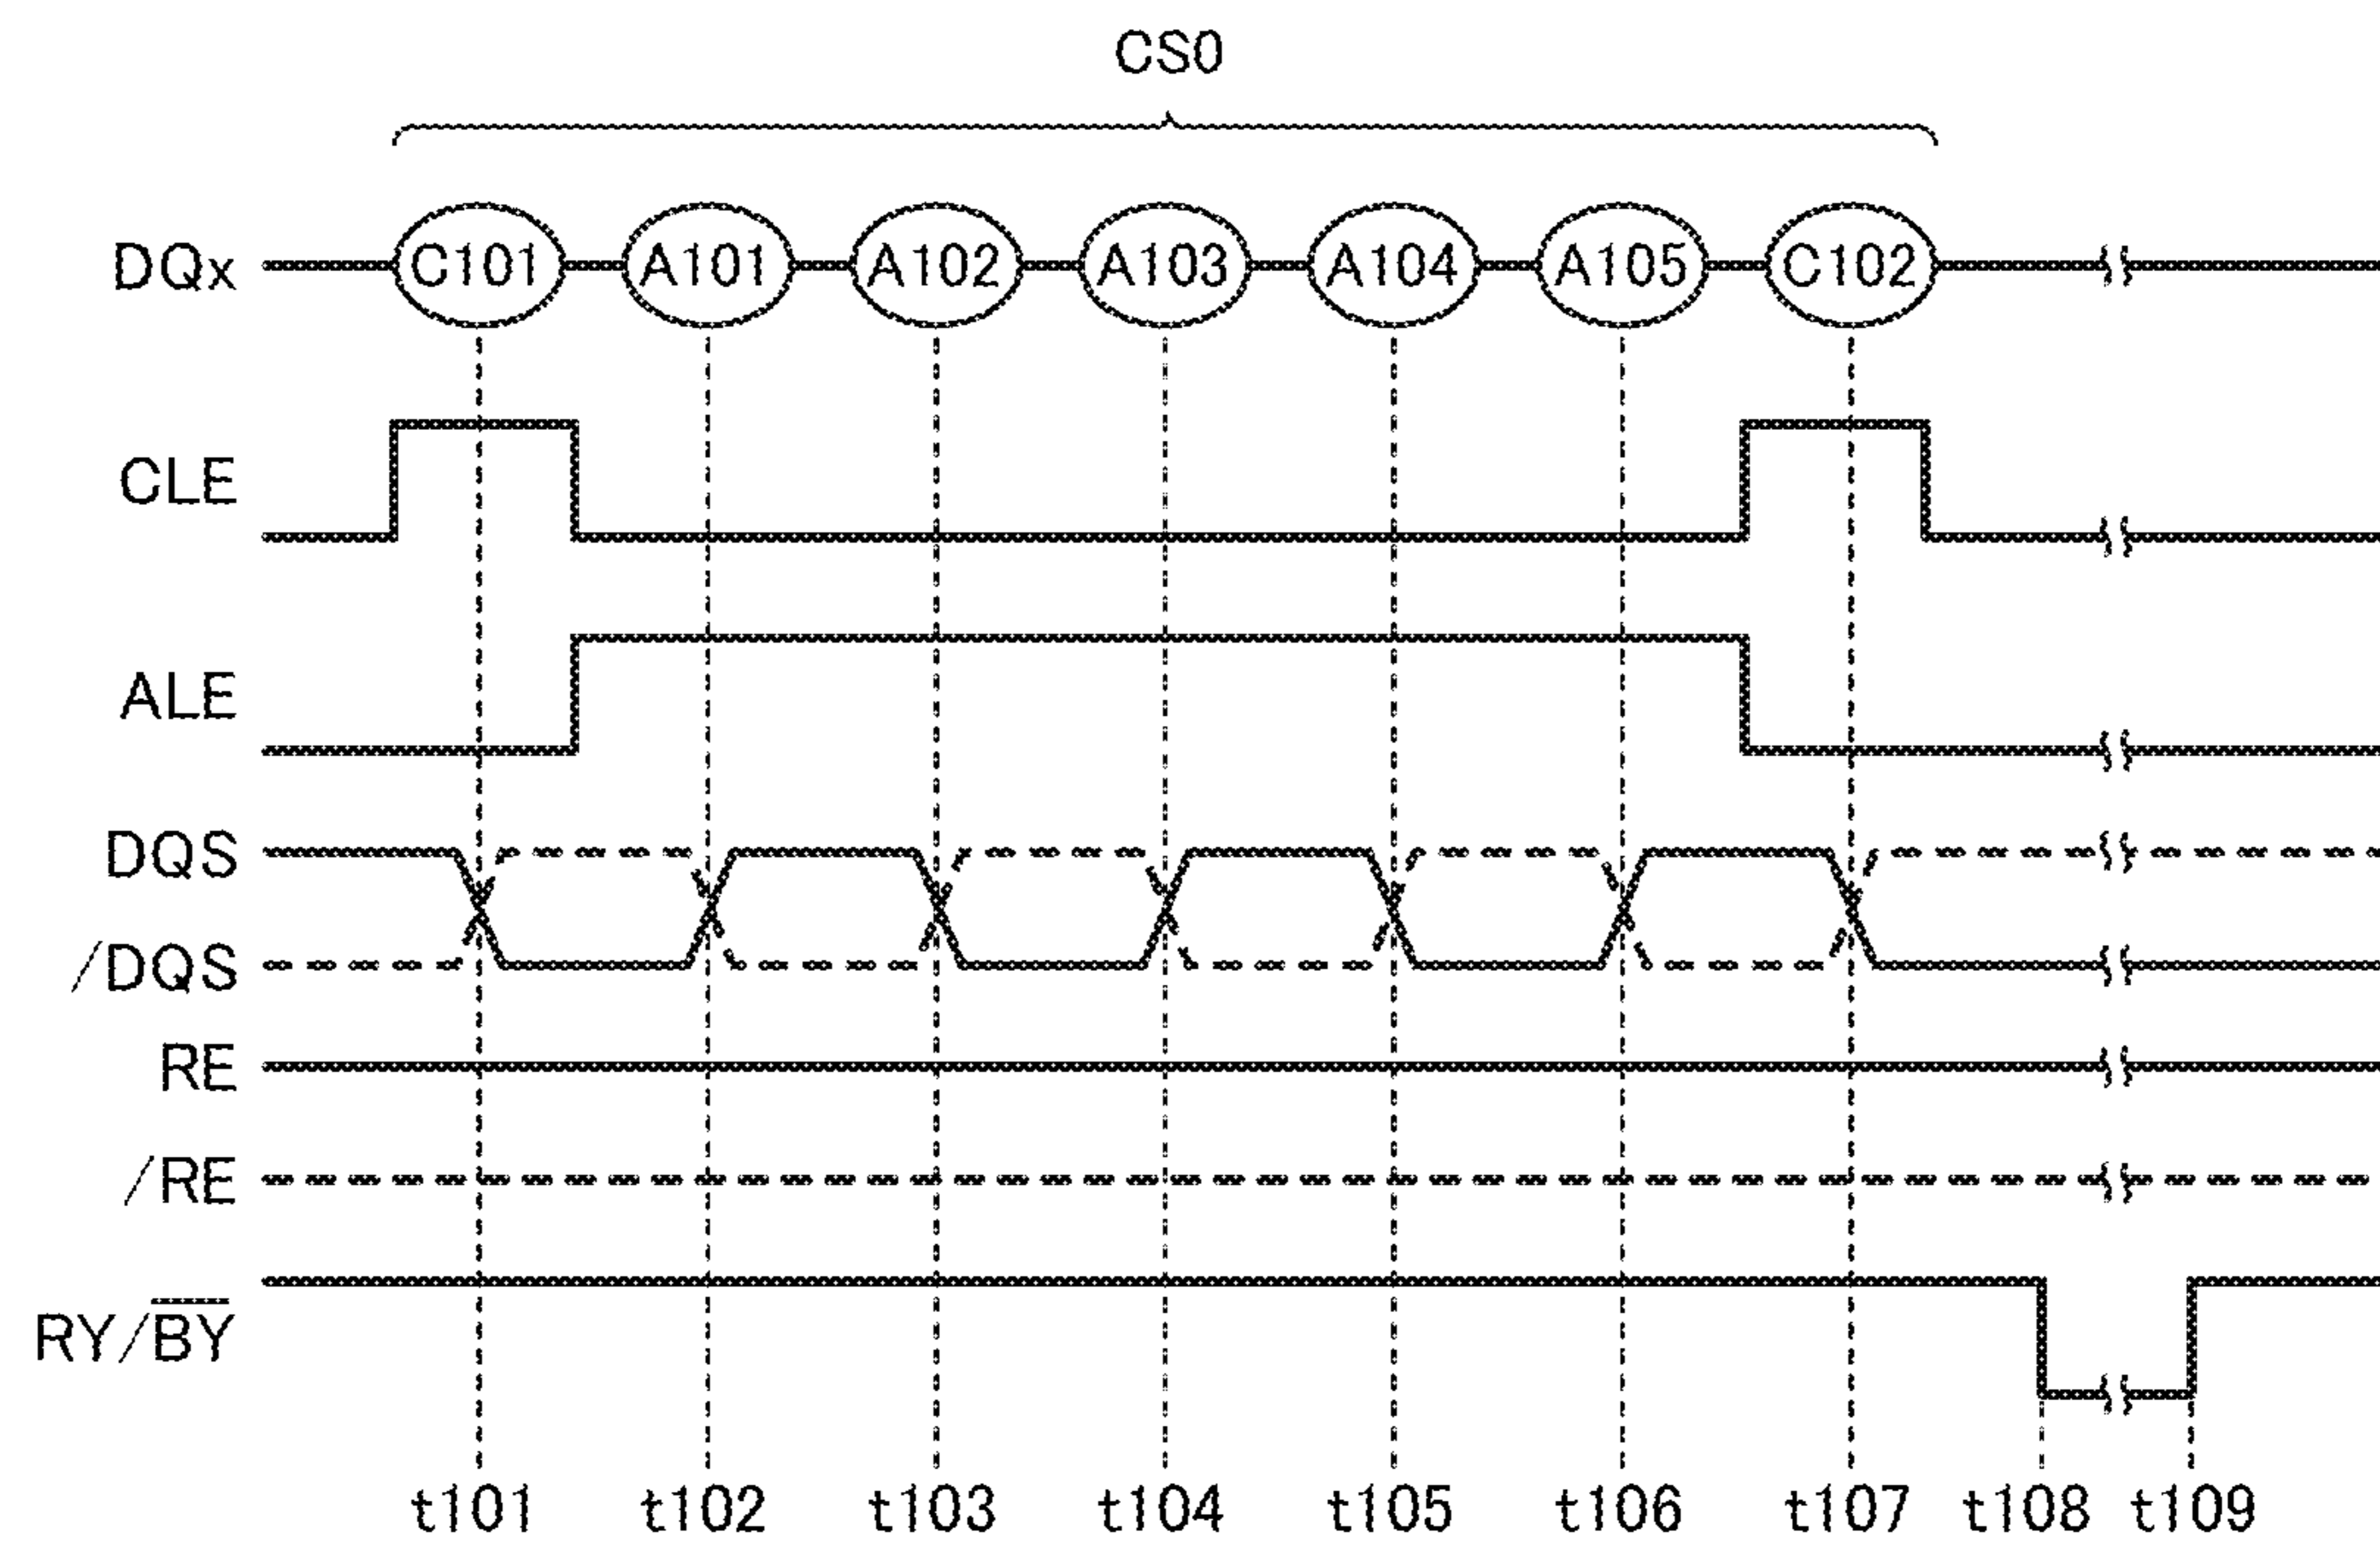 CS0
DQx C101 A101 A102 A103 A104 A105 C102
CLE
ALE
DQS
/DQS
RE
/RE
RY/B̅Y̅
t101 t102 t103 t104 t105 t106 t107 t108 t109